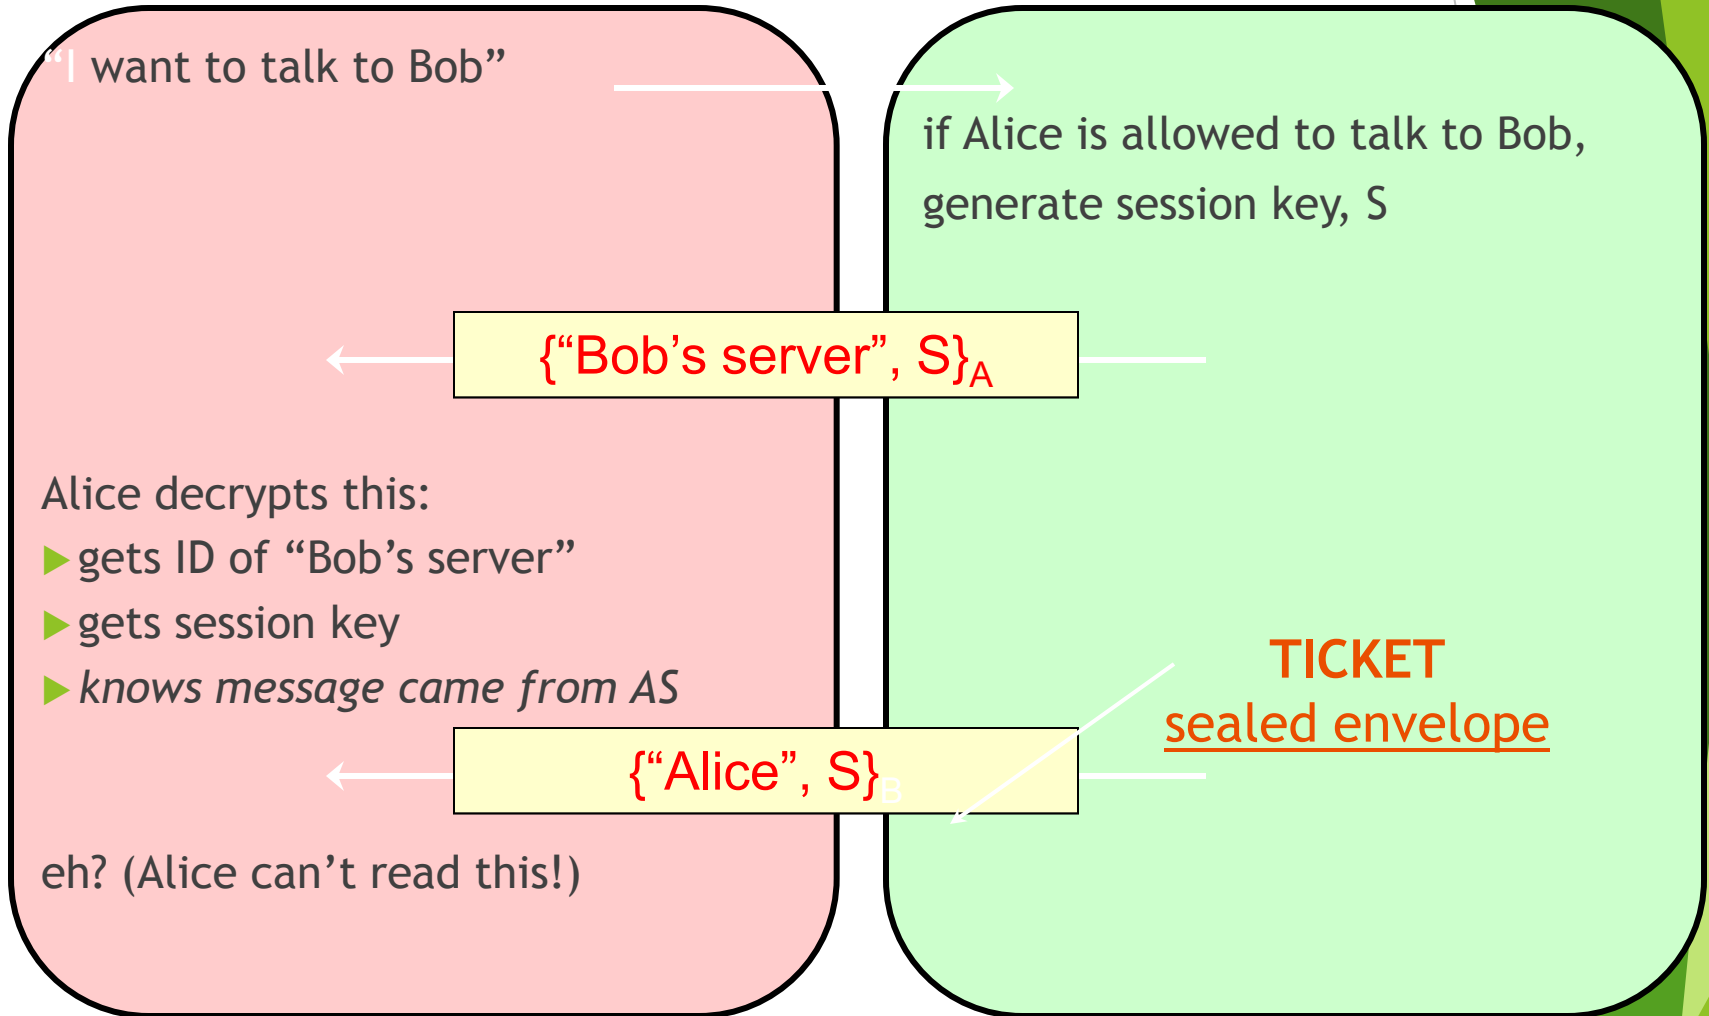 “I want to talk to Bob”
if Alice is allowed to talk to Bob,
generate session key, S
{“Bob’s server”, S}A
Alice decrypts this:
gets ID of “Bob’s server”
gets session key
knows message came from AS
TICKET
sealed envelope
{“Alice”, S}B
eh? (Alice can’t read this!)